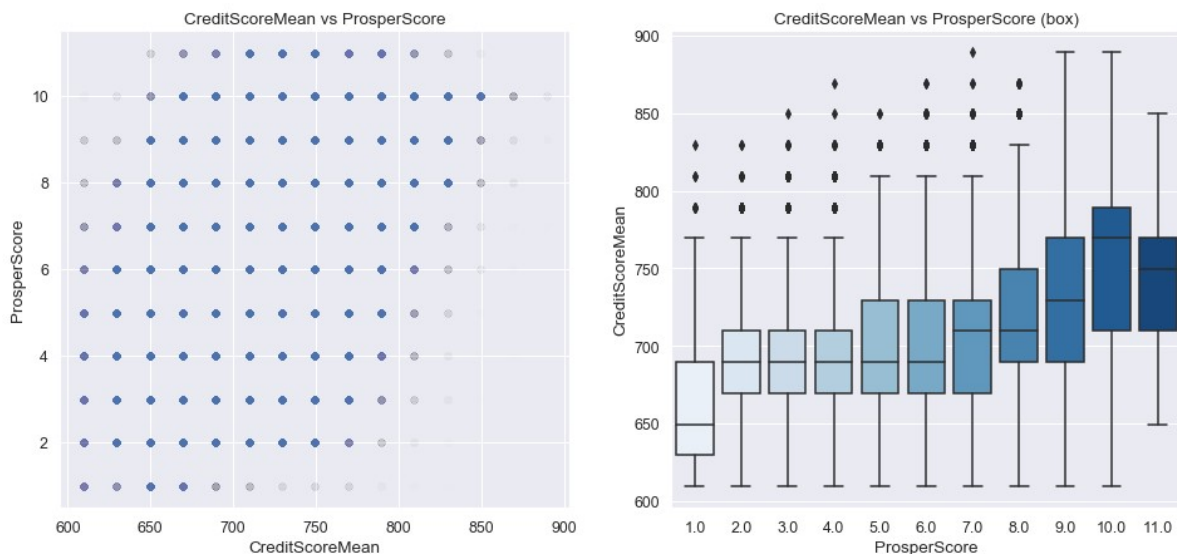 CreditScoreMean vs ProsperScore
10
8
6
4
2
ProsperScore
600 650 700 750 800 850 900
CreditScoreMean
CreditScoreMean vs ProsperScore (box)
900
850
800
750
700
650
600
CreditScoreMean
1.0 2.0 3.0 4.0 5.0 6.0 7.0 8.0 9.0 10.0 11.0
ProsperScore